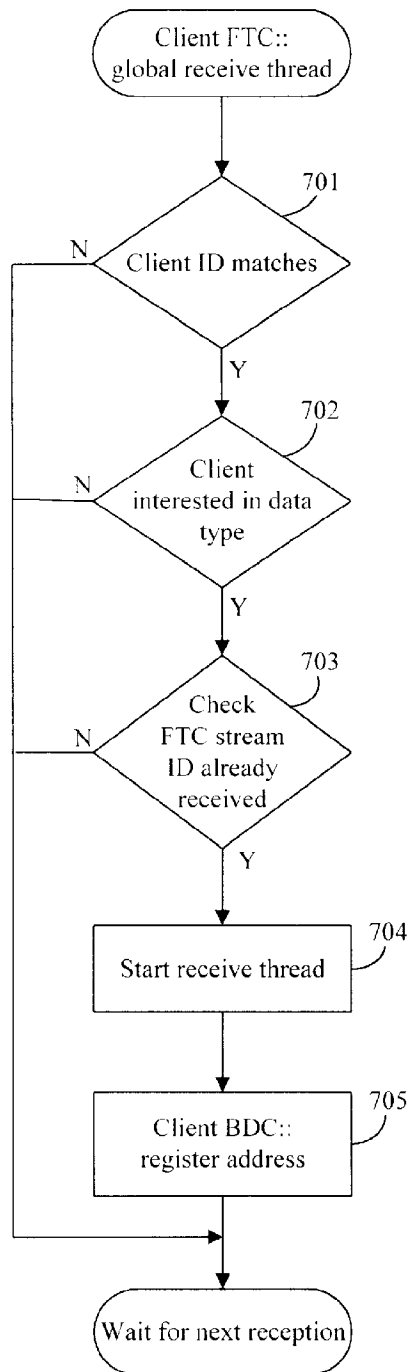 Client FTC::
global receive thread
701
Client ID matches
N
Y
702
Client
interested in data
type
N
Y
703
Check
FTC stream
ID already
received
N
Y
704
Start receive thread
705
Client BDC::
register address
Wait for next reception